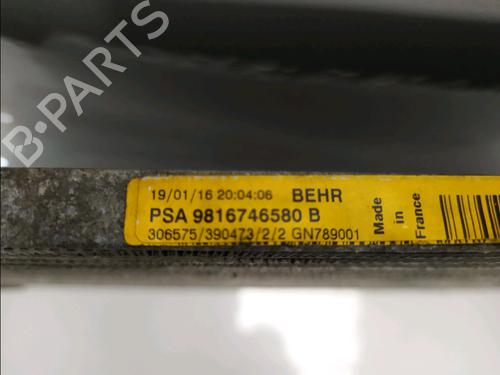 B-PARTS
19/01/16 20:04:06 BEHR
PSA 9816746580 B
306575/390473/2/2 GN789001
Made
in
France